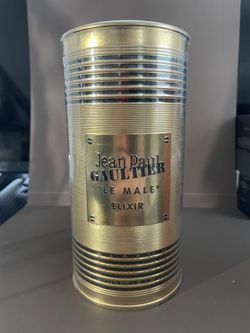 Jean Paul
GAULTIER
"LE MALE"
ELIXIR